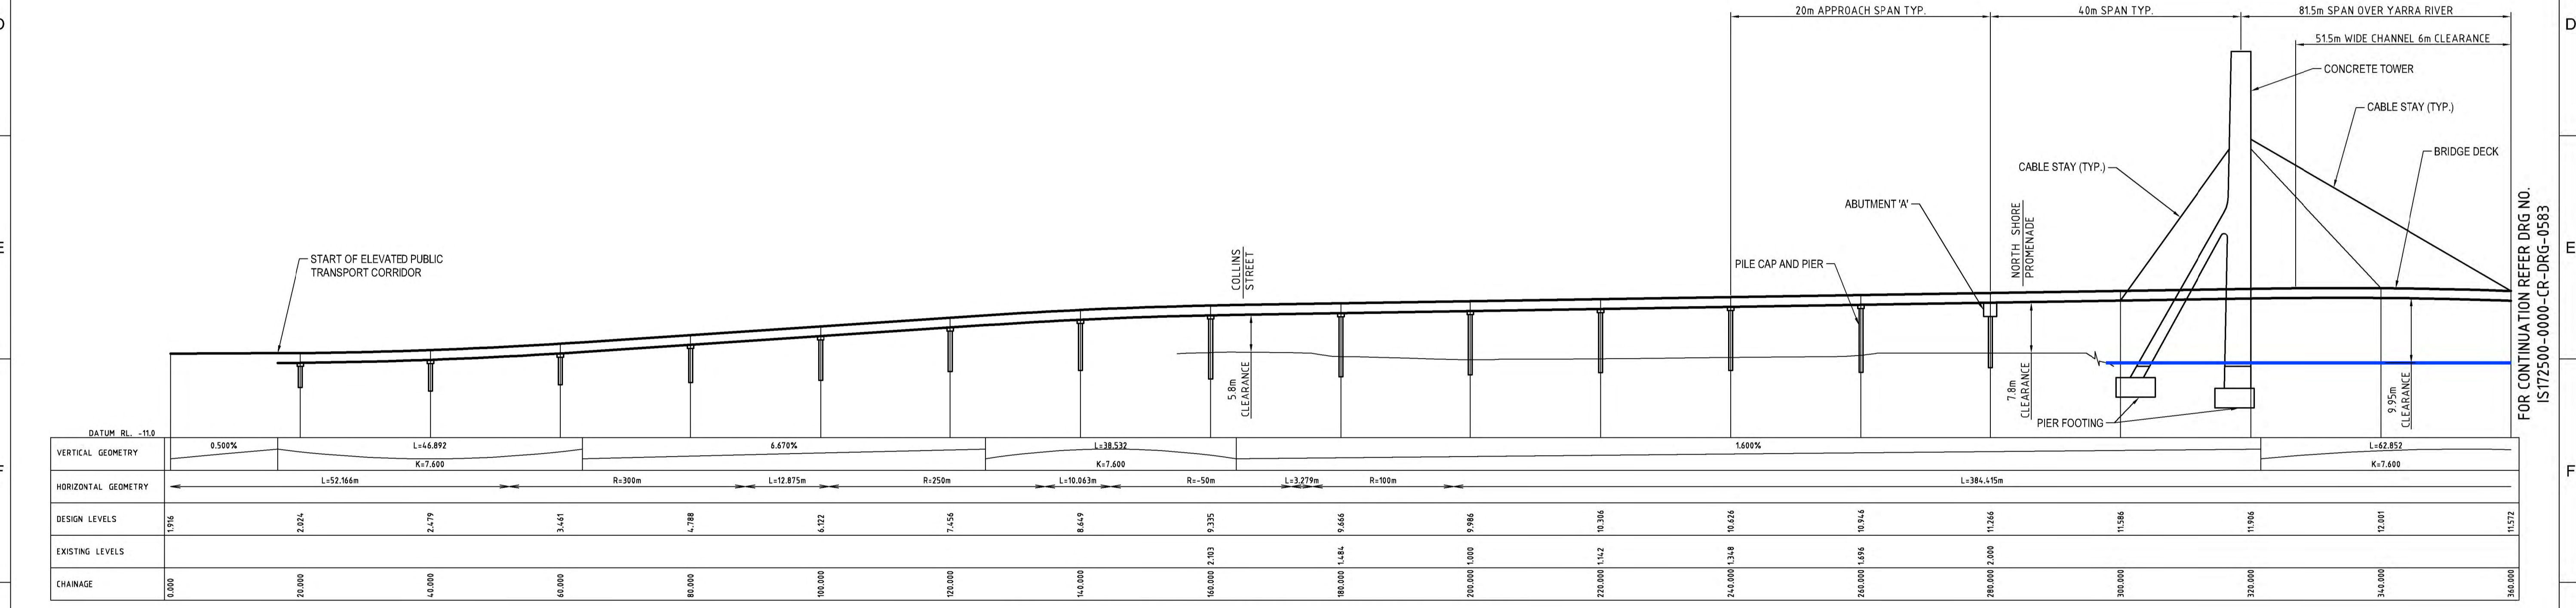 D
D
20m APPROACH SPAN TYP.
40m SPAN TYP.
81.5m SPAN OVER YARRA RIVER
51.5m WIDE CHANNEL 6m CLEARANCE
CONCRETE TOWER
CABLE STAY (TYP.)
BRIDGE DECK
CABLE STAY (TYP.)
ABUTMENT 'A'
NORTH SHORE
PROMENADE
COLLINS
STREET
START OF ELEVATED PUBLIC
TRANSPORT CORRIDOR
PILE CAP AND PIER
E
E
FOR CONTINUATION REFER DRG NO.
IS172500-0000-CR-DRG-0583
5.8m
CLEARANCE
7.8m
CLEARANCE
9.95m
CLEARANCE
PIER FOOTING
DATUM RL. -11.0
VERTICAL GEOMETRY 0.500% L=46.892 6.670% L=38.532 1.600% L=62.852
K=7.600 K=7.600 K=7.600
F
F
HORIZONTAL GEOMETRY L=52.166m R=300m L=12.875m R=250m L=10.063m R=-50m L=3.279m R=100m L=384.415m
DESIGN LEVELS 1.916 2.024 2.479 3.461 4.788 6.122 7.456 8.649 9.335 9.666 9.986 10.306 10.626 10.946 11.266 11.586 11.906 12.001 11.572
EXISTING LEVELS 2.103 1.484 1.000 1.142 1.348 1.696 2.000
CHAINAGE 0.000 20.000 40.000 60.000 80.000 100.000 120.000 140.000 160.000 180.000 200.000 220.000 240.000 260.000 280.000 300.000 320.000 340.000 360.000